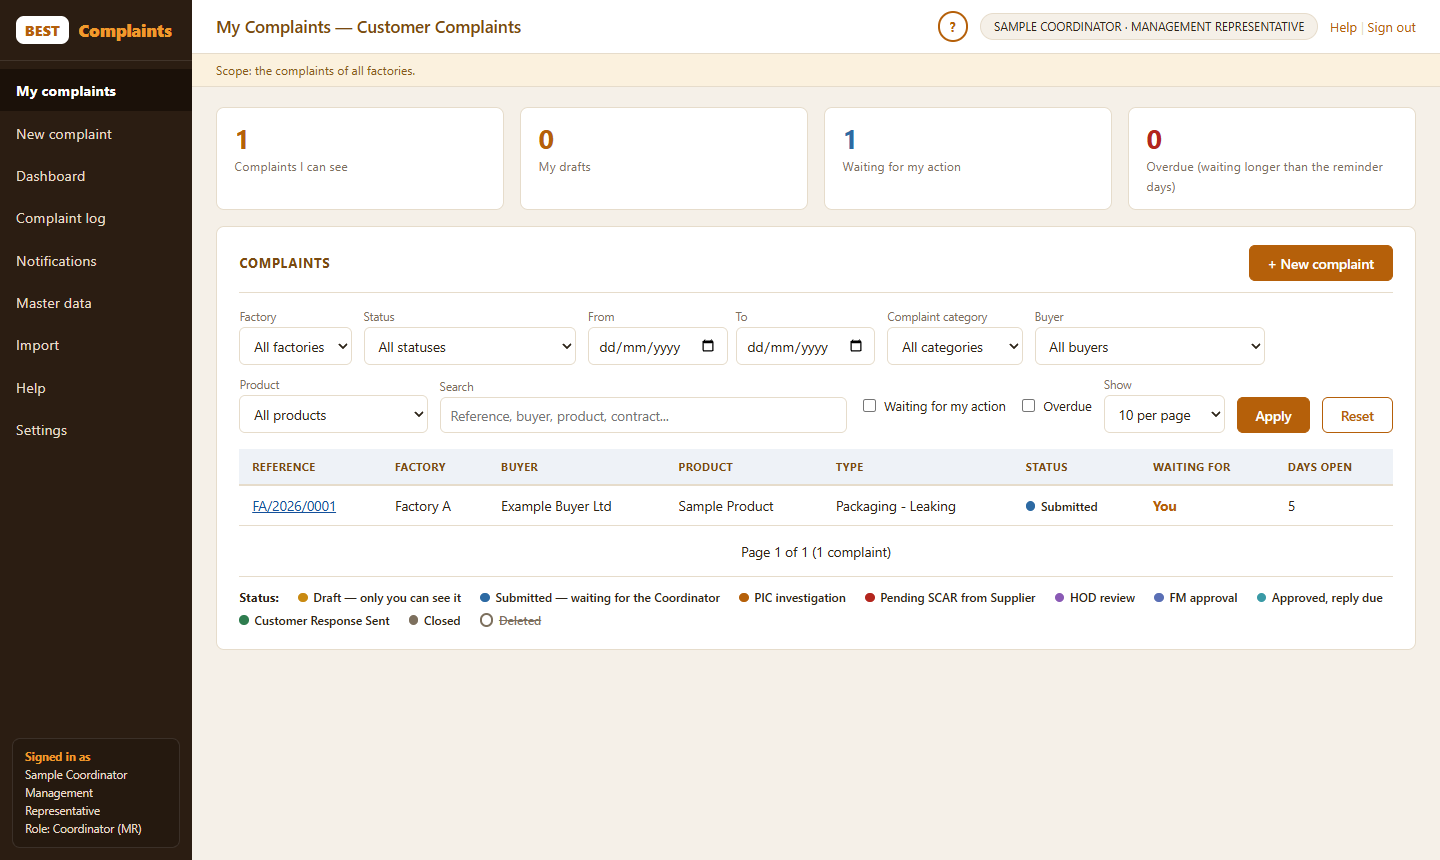 BEST Complaints
My complaints
New complaint
Dashboard
Complaint log
Notifications
Master data
Import
Help
Settings
Signed in as
Sample Coordinator
Management
Representative
Role: Coordinator (MR)
My Complaints — Customer Complaints
?
SAMPLE COORDINATOR · MANAGEMENT REPRESENTATIVE
Help | Sign out
Scope: the complaints of all factories.
1
Complaints I can see
0
My drafts
1
Waiting for my action
0
Overdue (waiting longer than the reminder
days)
COMPLAINTS
+ New complaint
Factory Status From To Complaint category Buyer
All factories All statuses dd/mm/yyyy dd/mm/yyyy All categories All buyers
Product Search Show
All products Reference, buyer, product, contract... Waiting for my action Overdue 10 per page Apply Reset
REFERENCE FACTORY BUYER PRODUCT TYPE STATUS WAITING FOR DAYS OPEN
FA/2026/0001 Factory A Example Buyer Ltd Sample Product Packaging - Leaking Submitted You 5
Page 1 of 1 (1 complaint)
Status: Draft — only you can see it Submitted — waiting for the Coordinator PIC investigation Pending SCAR from Supplier HOD review FM approval Approved, reply due
Customer Response Sent Closed Deleted